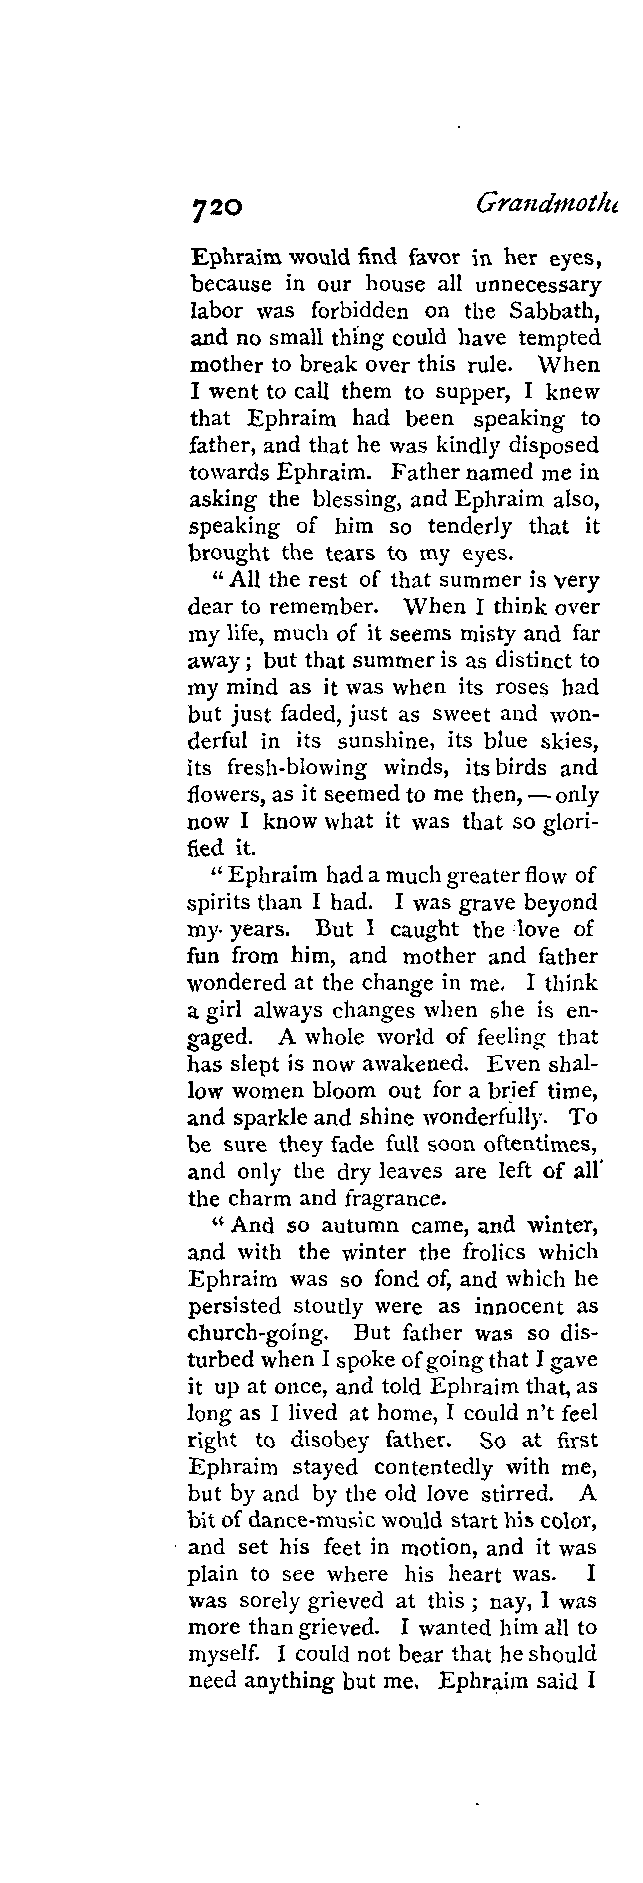 720 Grandmothe
Ephraim would find favor in her eyes,
because in our house all unnecessary
labor was forbidden on the Sabbath,
and no small thing could have tempted
mother to break over this rule. When
I went to call them to supper, I knew
that Ephraim had been speaking to
father, and that he was kindly disposed
towards Ephraim. Father named me in
asking the blessing, and Ephraim also,
speaking of him so tenderly that it
brought the tears to my eyes.
“All the rest of that summer is very
dear to remember. When I think over
my life, much of it seems misty and far
away; but that summer is as distinct to
my mind as it was when its roses had
but just faded, just as sweet and won-
derful in its sunshine, its blue skies,
its fresh-blowing winds, its birds and
flowers, as it seemed to me then, — only
now I know what it was that so glori-
fied it.
“Ephraim had a much greater flow of
spirits than I had. I was grave beyond
my years. But I caught the love of
fun from him, and mother and father
wondered at the change in me. I think
a girl always changes when she is en-
gaged. A whole world of feeling that
has slept is now awakened. Even shal-
low women bloom out for a brief time,
and sparkle and shine wonderfully. To
be sure they fade full soon oftentimes,
and only the dry leaves are left of all
the charm and fragrance.
“And so autumn came, and winter,
and with the winter the frolics which
Ephraim was so fond of, and which he
persisted stoutly were as innocent as
church-going. But father was so dis-
turbed when I spoke of going that I gave
it up at once, and told Ephraim that, as
long as I lived at home, I could n't feel
right to disobey father. So at first
Ephraim stayed contentedly with me,
but by and by the old love stirred. A
bit of dance-music would start his color,
and set his feet in motion, and it was
plain to see where his heart was. I
was sorely grieved at this; nay, I was
more than grieved. I wanted him all to
myself. I could not bear that he should
need anything but me. Ephraim said I